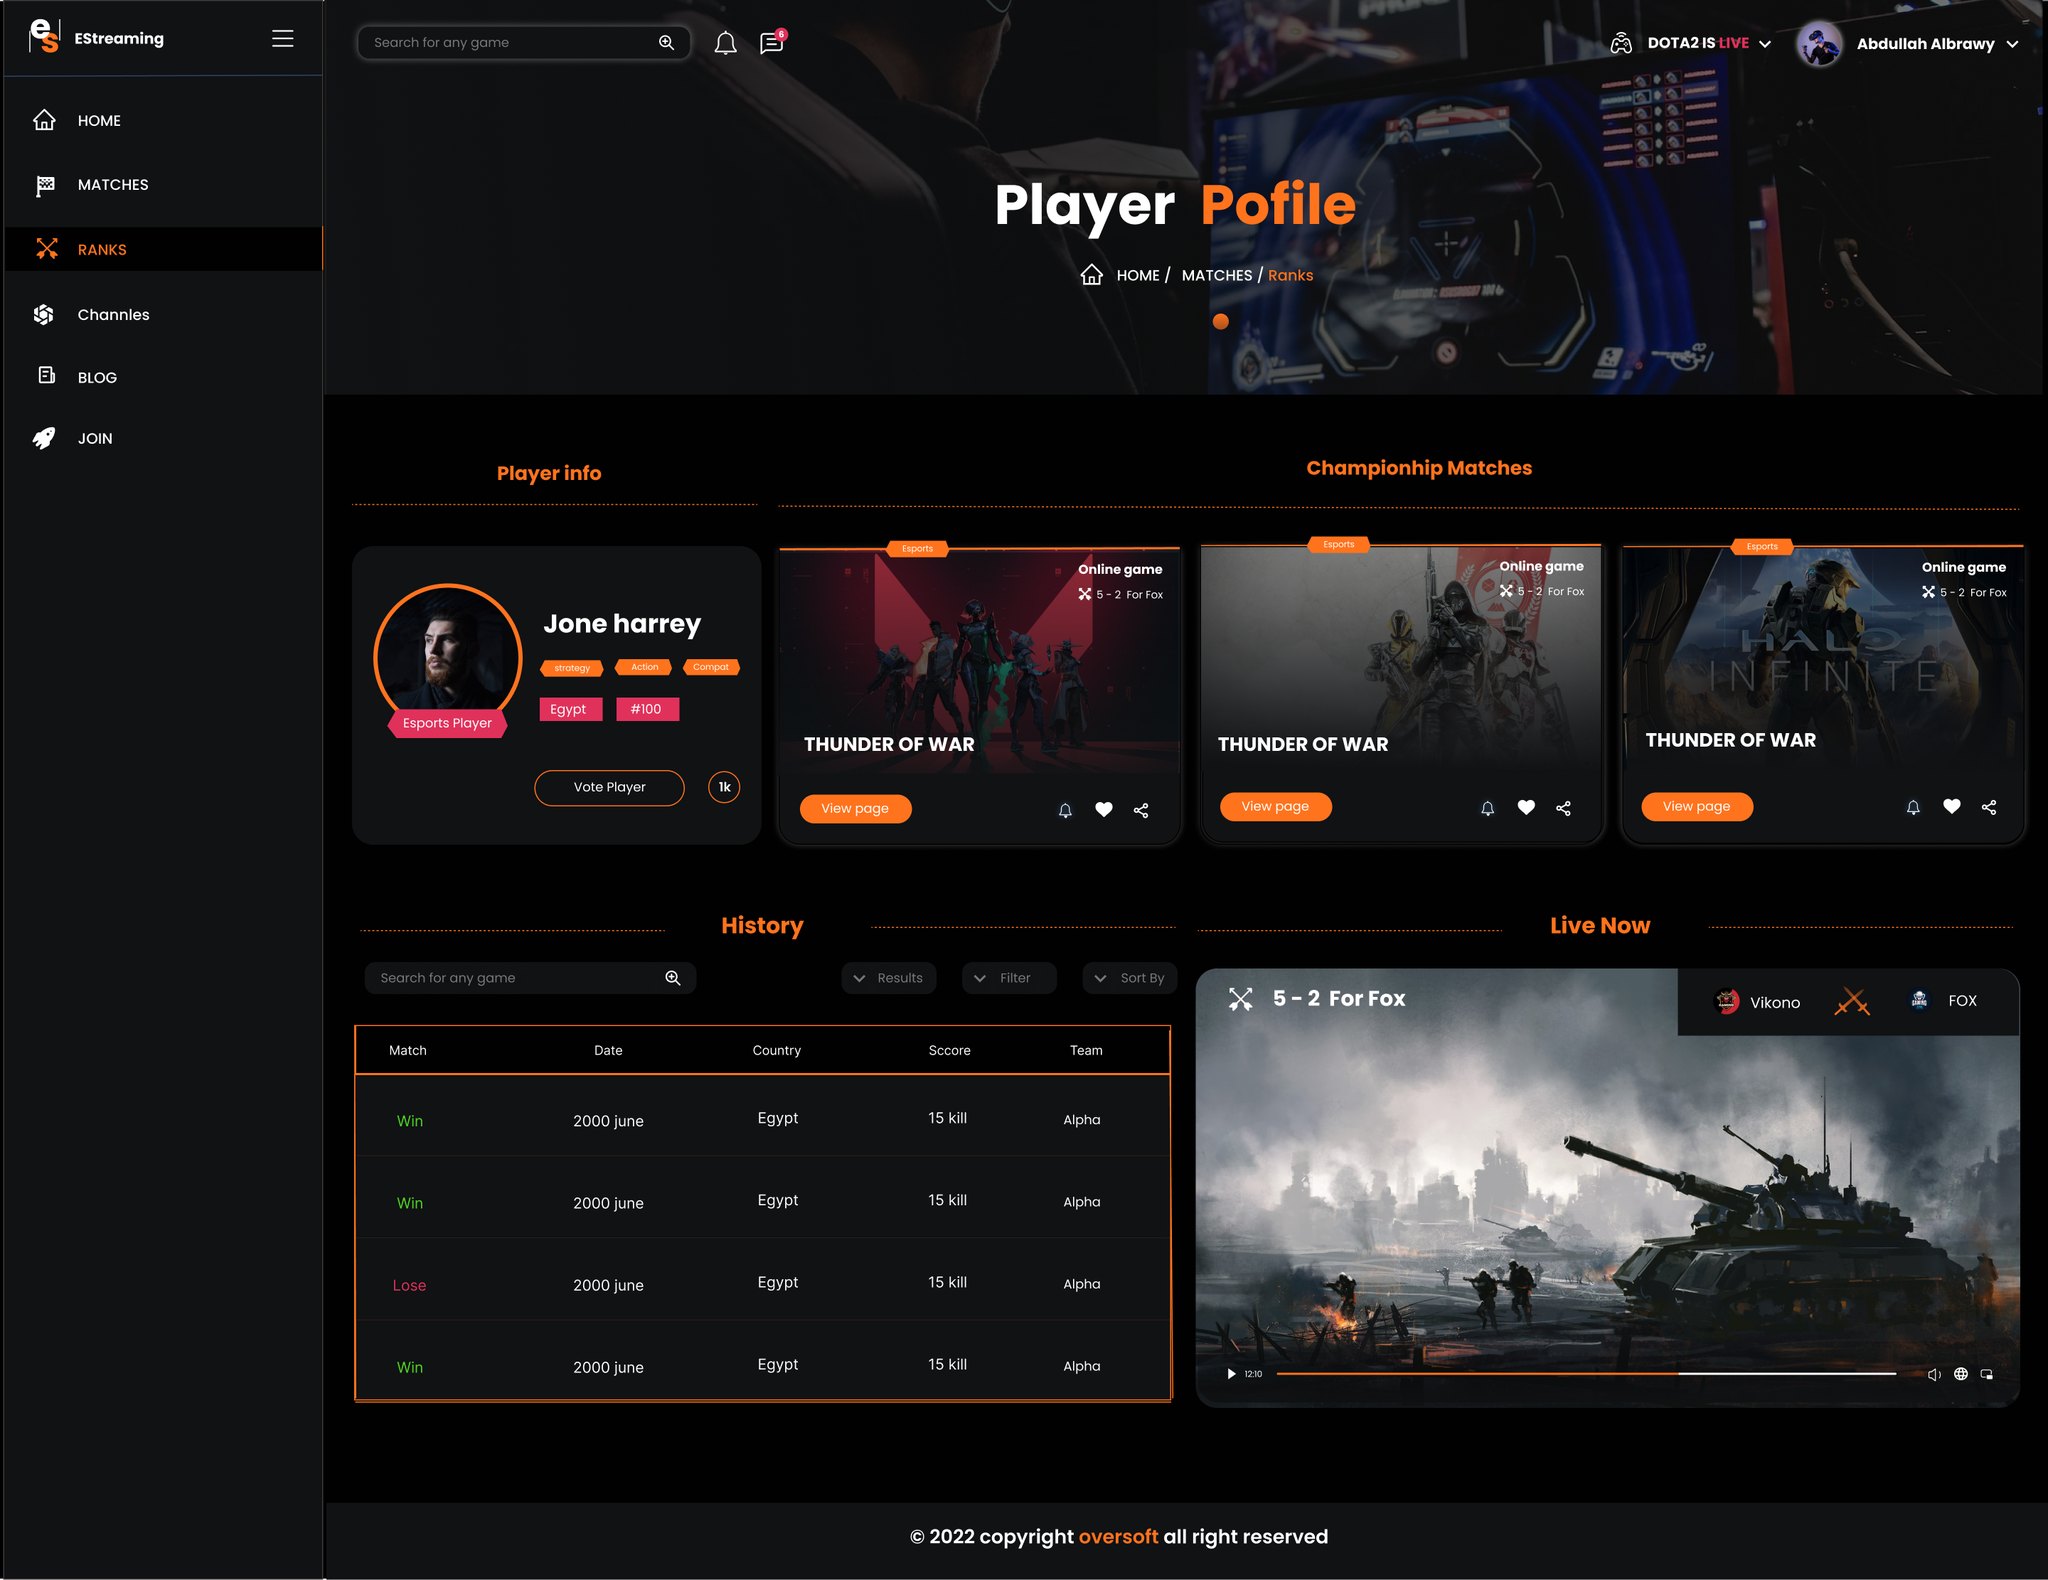 es EStreaming
Search for any game
6
DOTA2 IS LIVE
Abdullah Albrawy
HOME
MATCHES
RANKS
Channles
BLOG
JOIN
Player Pofile
HOME / MATCHES / Ranks
Player info
Championhip Matches
Jone harrey
strategy Action Compat
Egypt #100
Esports Player
Vote Player 1k
Esports
Online game
5 - 2 For Fox
THUNDER OF WAR
View page
Esports
Online game
5 - 2 For Fox
THUNDER OF WAR
View page
Esports
Online game
5 - 2 For Fox
HALO
INFINITE
THUNDER OF WAR
View page
History
Search for any game
Results Filter Sort By
Match Date Country Sccore Team
Win 2000 june Egypt 15 kill Alpha
Win 2000 june Egypt 15 kill Alpha
Lose 2000 june Egypt 15 kill Alpha
Win 2000 june Egypt 15 kill Alpha
Live Now
5 - 2 For Fox
Vikono FOX
12:10
© 2022 copyright oversoft all right reserved